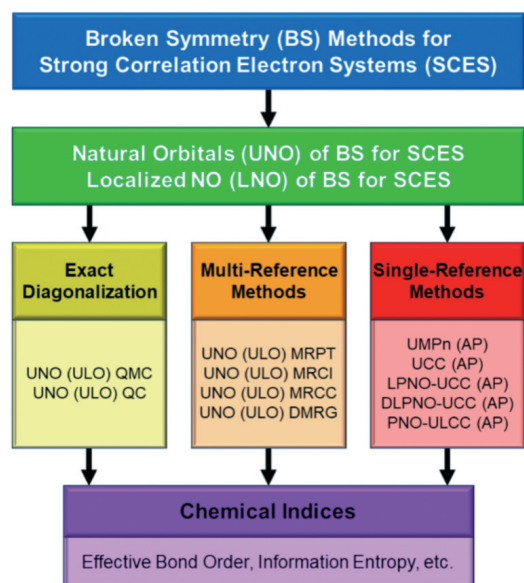 Broken Symmetry (BS) Methods for
Strong Correlation Electron Systems (SCES)
Natural Orbitals (UNO) of BS for SCES
Localized NO (LNO) of BS for SCES
Exact
Diagonalization
UNO (ULO) QMC
UNO (ULO) QC
Multi-Reference
Methods
UNO (ULO) MRPT
UNO (ULO) MRCI
UNO (ULO) MRCC
UNO (ULO) DMRG
Single-Reference
Methods
UMPn (AP)
UCC (AP)
LPNO-UCC (AP)
DLPNO-UCC (AP)
PNO-ULCC (AP)
Chemical Indices
Effective Bond Order, Information Entropy, etc.